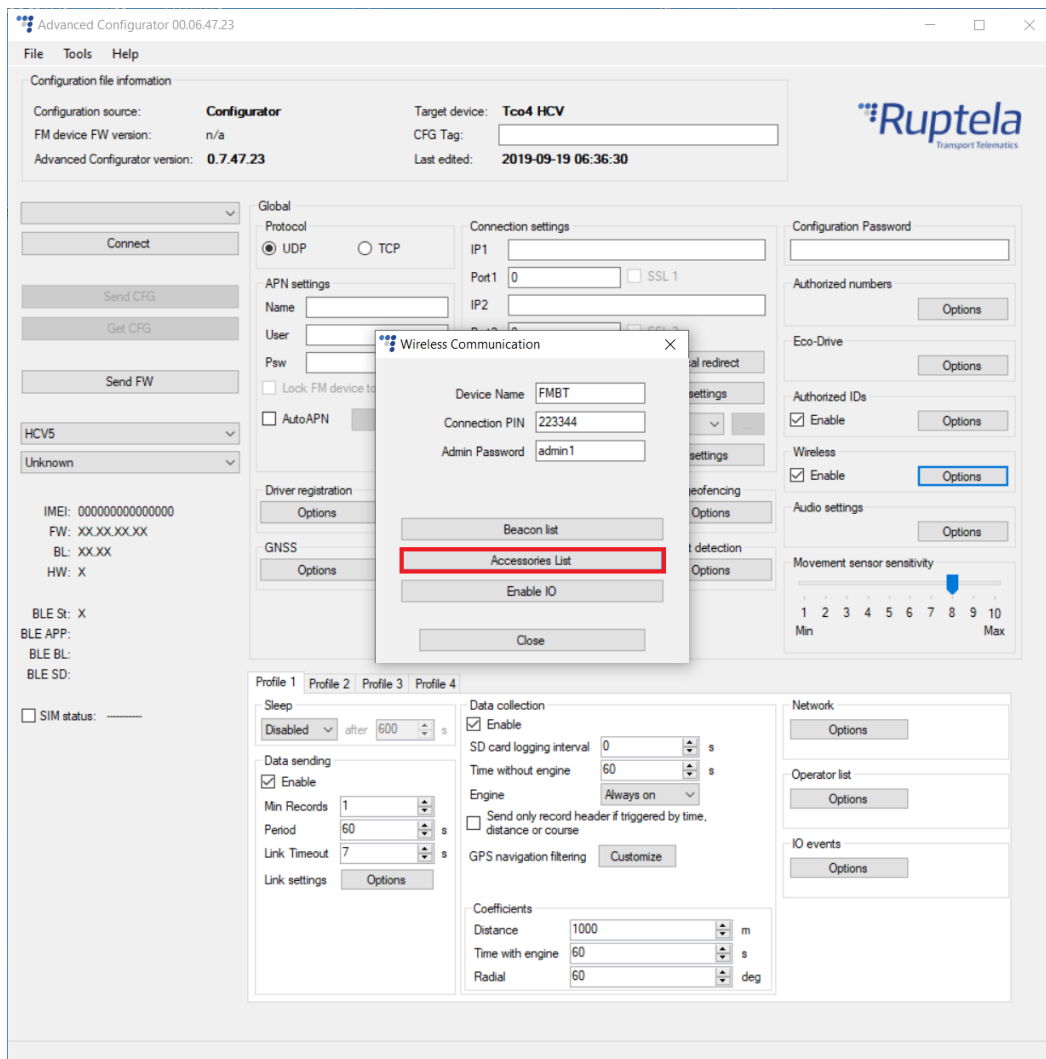 Advanced Configurator 00.06.47.23
File Tools Help
Configuration file information
Configuration source: Configurator Target device: Tco4 HCV
FM device FW version: n/a CFG Tag:
Advanced Configurator version: 0.7.47.23 Last edited: 2019-09-19 06:36:30
Ruptela
Transport Telematics
Connect
Send CFG
Get CFG
Send FW
HCV5
Unknown
IMEI: 000000000000000
FW: XX.XX.XX.XX
BL: XX.XX
HW: X
BLE St: X
BLE APP:
BLE BL:
BLE SD:
SIM status: -----------
Global
Protocol
UDP TCP
APN settings
Name
User
Psw
Lock FM device to
AutoAPN
Driver registration
Options
GNSS
Options
Connection settings
IP1
Port1 0 SSL 1
IP2
al redirect
settings
...
settings
geofencing
Options
t detection
Options
Wireless Communication
Device Name FMBT
Connection PIN 223344
Admin Password admin1
Beacon list
Accessories List
Enable IO
Close
Configuration Password
Authorized numbers
Options
Eco-Drive
Options
Authorized IDs
Enable Options
Wireless
Enable Options
Audio settings
Options
Movement sensor sensitivity
1 2 3 4 5 6 7 8 9 10
Min Max
Profile 1 Profile 2 Profile 3 Profile 4
Sleep
Disabled after 600 s
Data sending
Enable
Min Records 1
Period 60 s
Link Timeout 7 s
Link settings Options
Data collection
Enable
SD card logging interval 0 s
Time without engine 60 s
Engine Always on
Send only record header if triggered by time,
distance or course
GPS navigation filtering Customize
Coefficients
Distance 1000 m
Time with engine 60 s
Radial 60 deg
Network
Options
Operator list
Options
IO events
Options